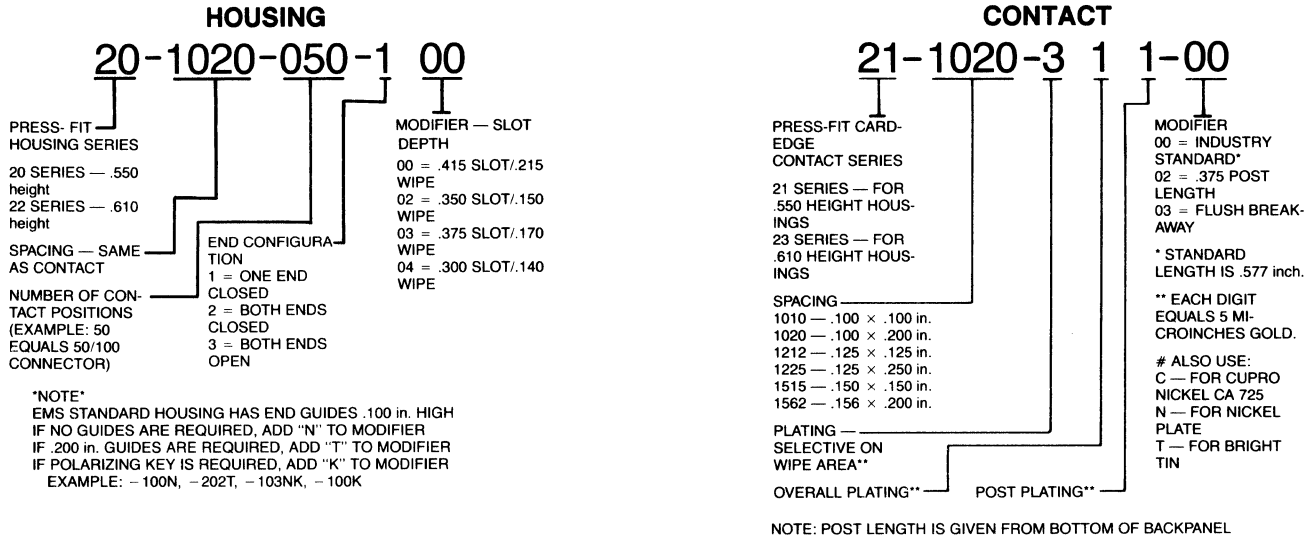 HOUSING
20-1020-050-1 00
PRESS- FIT
HOUSING SERIES
20 SERIES — .550
height
22 SERIES — .610
height
SPACING — SAME
AS CONTACT
NUMBER OF CON-
TACT POSITIONS
(EXAMPLE: 50
EQUALS 50/100
CONNECTOR)
END CONFIGURA-
TION
1 = ONE END
CLOSED
2 = BOTH ENDS
CLOSED
3 = BOTH ENDS
OPEN
MODIFIER — SLOT
DEPTH
00 = .415 SLOT/.215
WIPE
02 = .350 SLOT/.150
WIPE
03 = .375 SLOT/.170
WIPE
04 = .300 SLOT/.140
WIPE
*NOTE*
EMS STANDARD HOUSING HAS END GUIDES .100 in. HIGH
IF NO GUIDES ARE REQUIRED, ADD "N" TO MODIFIER
IF .200 in. GUIDES ARE REQUIRED, ADD "T" TO MODIFIER
IF POLARIZING KEY IS REQUIRED, ADD "K" TO MODIFIER
EXAMPLE: – 100N, – 202T, – 103NK, – 100K
CONTACT
21-1020-3 1 1-00
PRESS-FIT CARD-
EDGE
CONTACT SERIES
21 SERIES — FOR
.550 HEIGHT HOUS-
INGS
23 SERIES — FOR
.610 HEIGHT HOUS-
INGS
SPACING
1010 — .100 × .100 in.
1020 — .100 × .200 in.
1212 — .125 × .125 in.
1225 — .125 × .250 in.
1515 — .150 × .150 in.
1562 — .156 × .200 in.
PLATING —
SELECTIVE ON
WIPE AREA**
OVERALL PLATING**
POST PLATING**
MODIFIER
00 = INDUSTRY
STANDARD*
02 = .375 POST
LENGTH
03 = FLUSH BREAK-
AWAY
* STANDARD
LENGTH IS .577 inch.
** EACH DIGIT
EQUALS 5 MI-
CROINCHES GOLD.
# ALSO USE:
C — FOR CUPRO
NICKEL CA 725
N — FOR NICKEL
PLATE
T — FOR BRIGHT
TIN
NOTE: POST LENGTH IS GIVEN FROM BOTTOM OF BACKPANEL